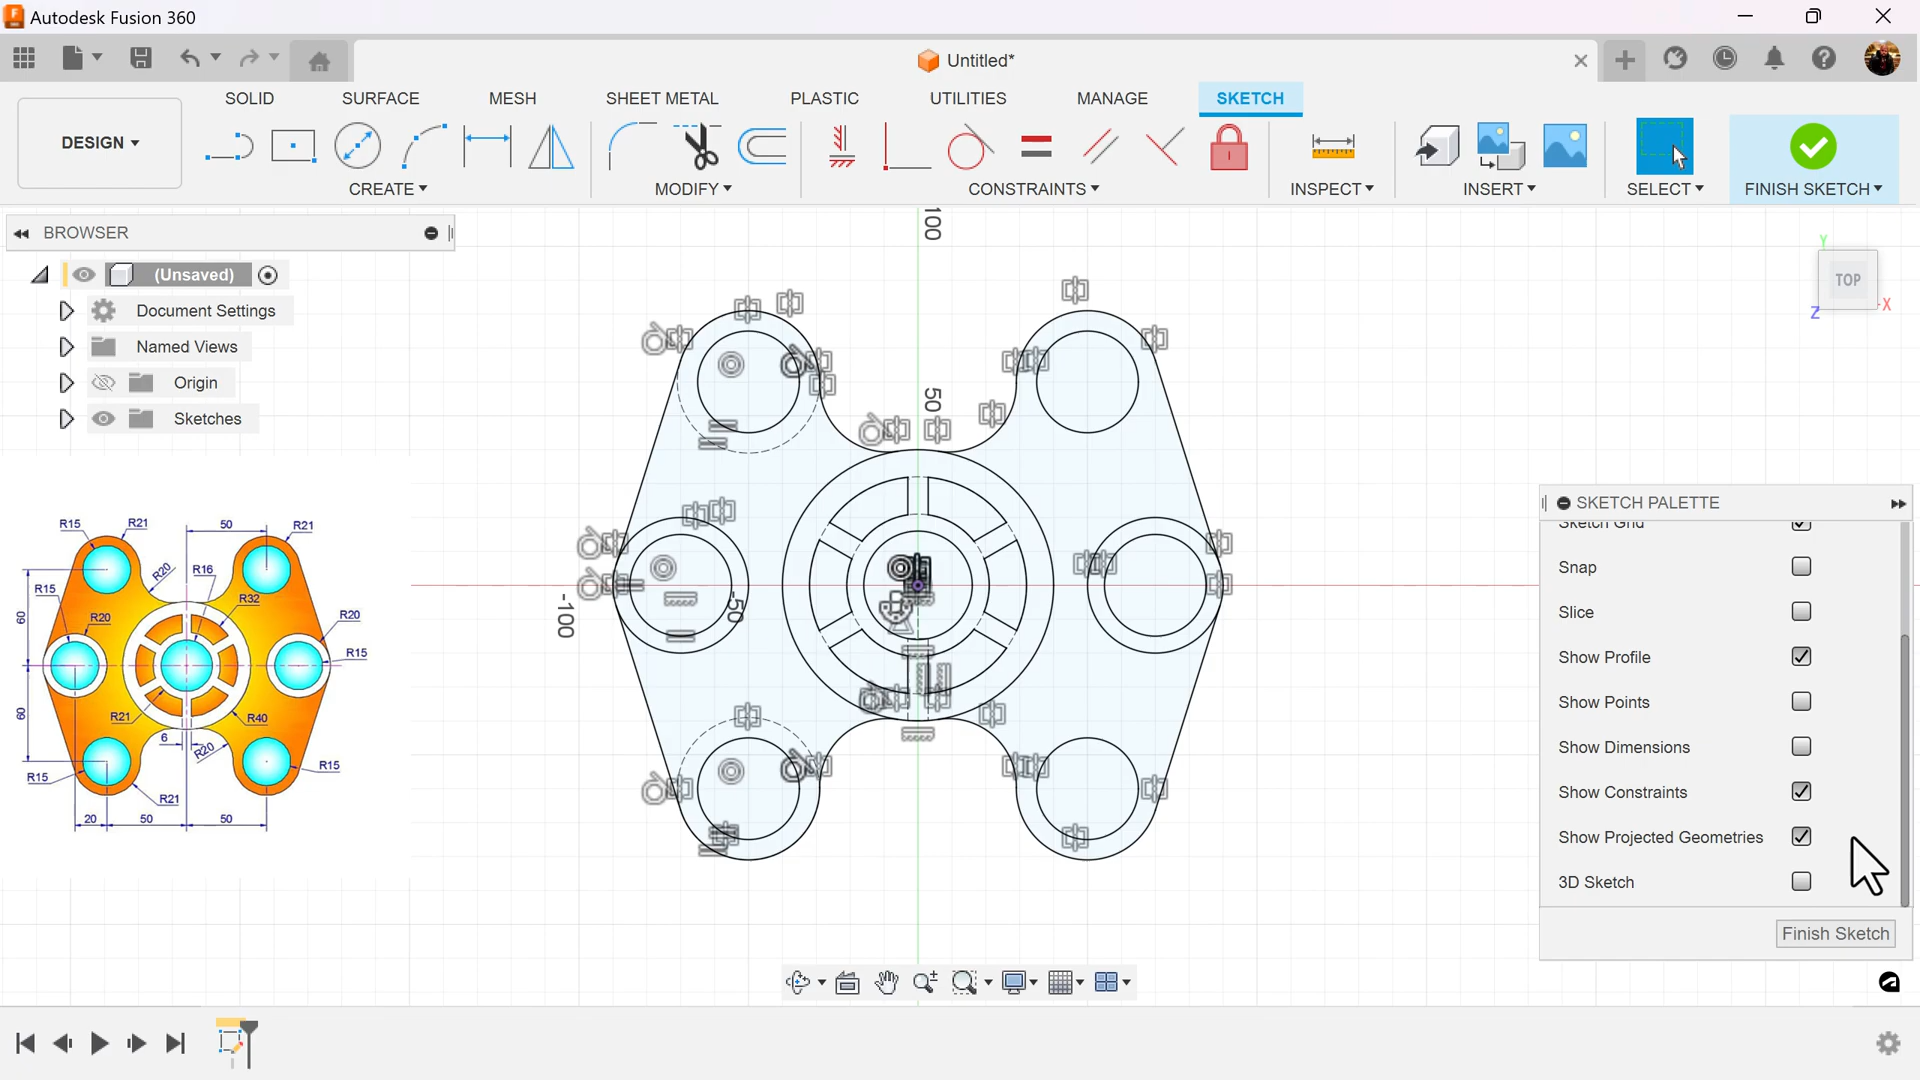 Autodesk Fusion 360
Untitled*
SOLID SURFACE MESH SHEET METAL PLASTIC UTILITIES MANAGE SKETCH
DESIGN
CREATE MODIFY CONSTRAINTS INSPECT INSERT SELECT FINISH SKETCH
BROWSER
(Unsaved)
Document Settings
Named Views
Origin
Sketches
100
50
-50
-100
Y
TOP
X
Z
R15 R21 50 R21
R20 R16
R15 R32
60 R20 R20
R15
60 R21 R40
6 R20
R15 R15
R21
20 50 50
SKETCH PALETTE
Sketch Grid
Snap
Slice
Show Profile
Show Points
Show Dimensions
Show Constraints
Show Projected Geometries
3D Sketch
Finish Sketch